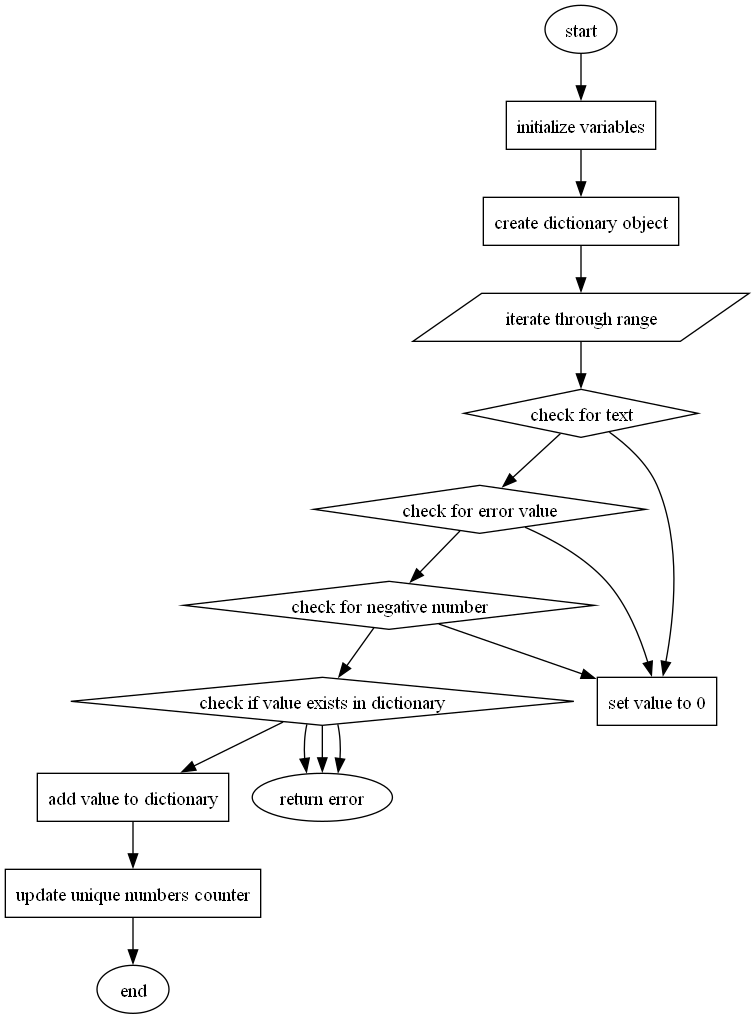 start
initialize variables
create dictionary object
iterate through range
check for text
check for error value
check for negative number
check if value exists in dictionary
set value to 0
add value to dictionary
return error
update unique numbers counter
end